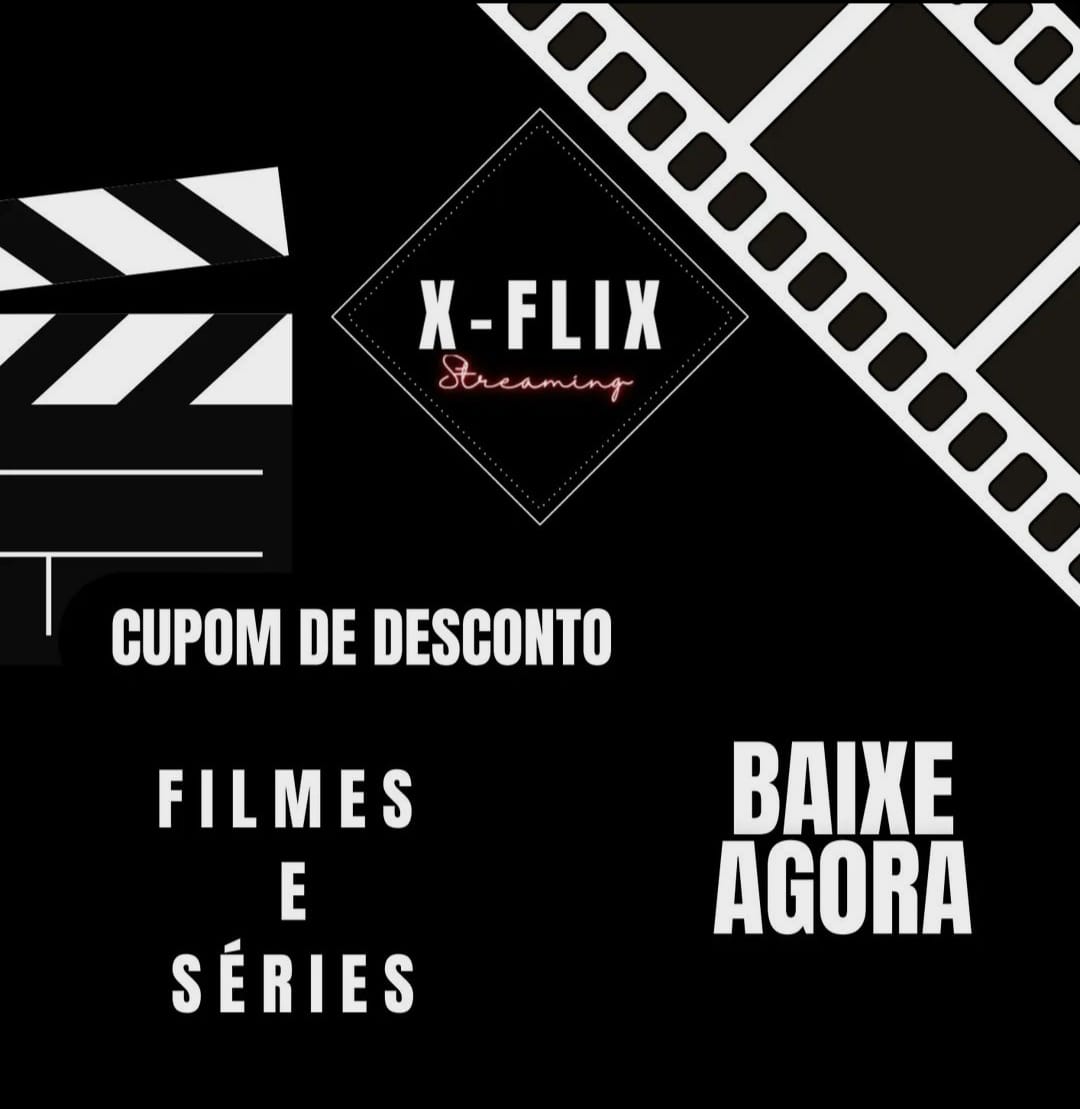 X-FLIX
Streaming
CUPOM DE DESCONTO
FILMES
E
SÉRIES
BAIXE
AGORA